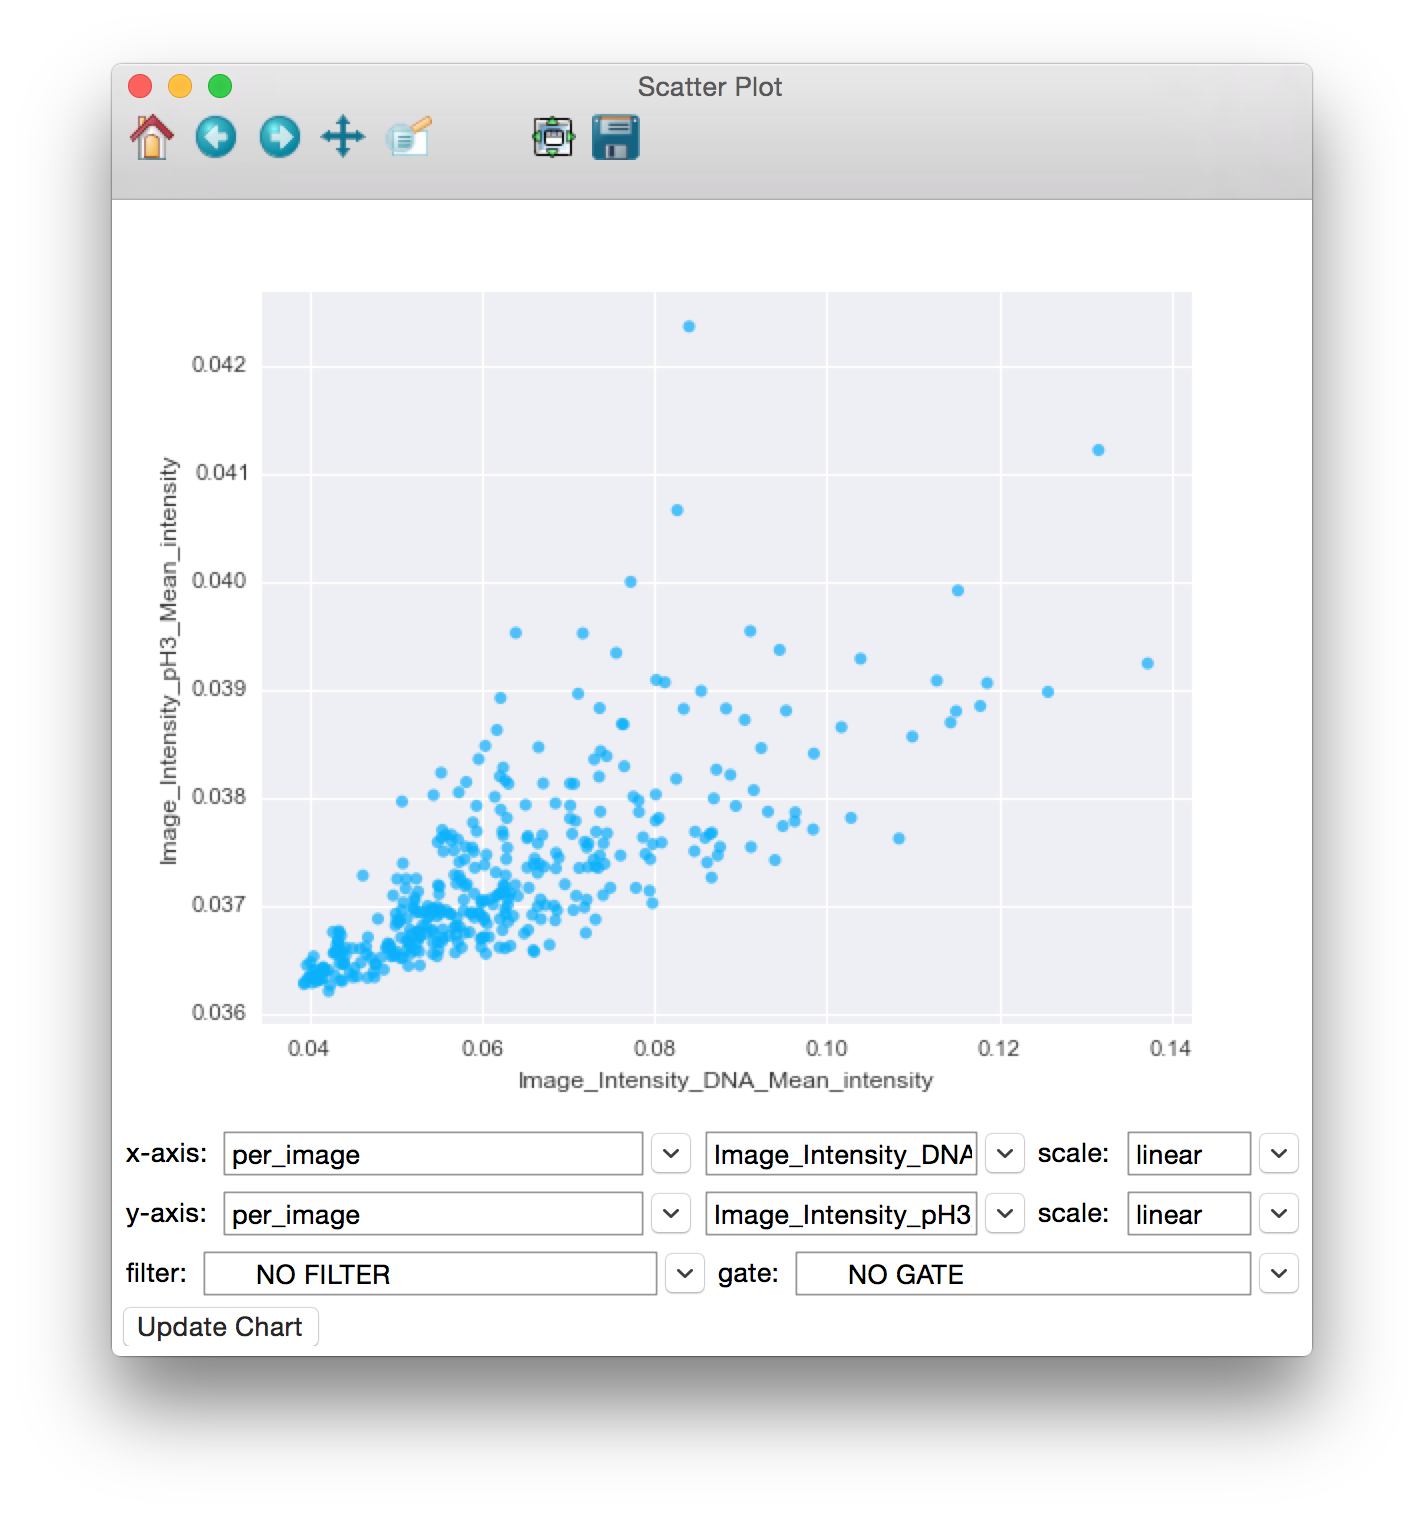 Scatter Plot
0.042
0.041
0.040
0.039
0.038
0.037
0.036
Image_Intensity_pH3_Mean_intensity
0.04 0.06 0.08 0.10 0.12 0.14
Image_Intensity_DNA_Mean_intensity
x-axis: per_image Image_Intensity_DNA scale: linear
y-axis: per_image Image_Intensity_pH3 scale: linear
filter: NO FILTER gate: NO GATE
Update Chart